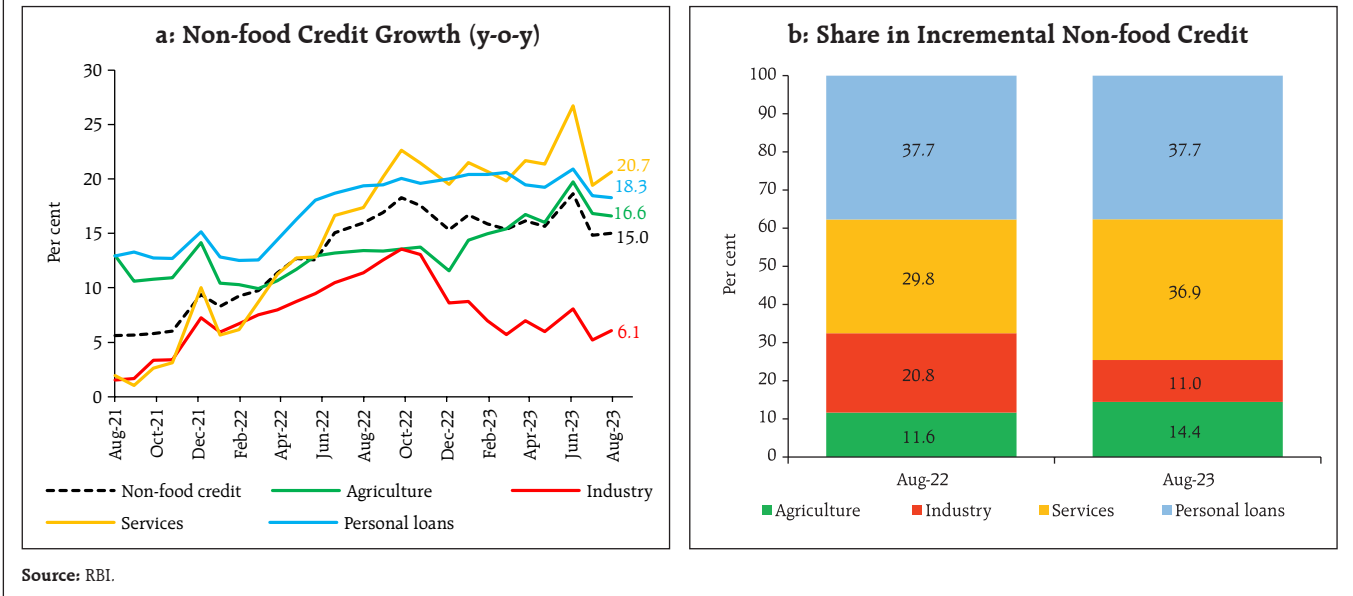 a: Non-food Credit Growth (y-o-y)
Per cent
30
25
20
15
10
5
0
20.7
18.3
16.6
15.0
6.1
Aug-21
Oct-21
Dec-21
Feb-22
Apr-22
Jun-22
Aug-22
Oct-22
Dec-22
Feb-23
Apr-23
Jun-23
Aug-23
Non-food credit Agriculture Industry
Services Personal loans
b: Share in Incremental Non-food Credit
Per cent
100
90
80
70
60
50
40
30
20
10
0
37.7 37.7
29.8 36.9
20.8 11.0
11.6 14.4
Aug-22 Aug-23
Agriculture Industry Services Personal loans
Source: RBI.